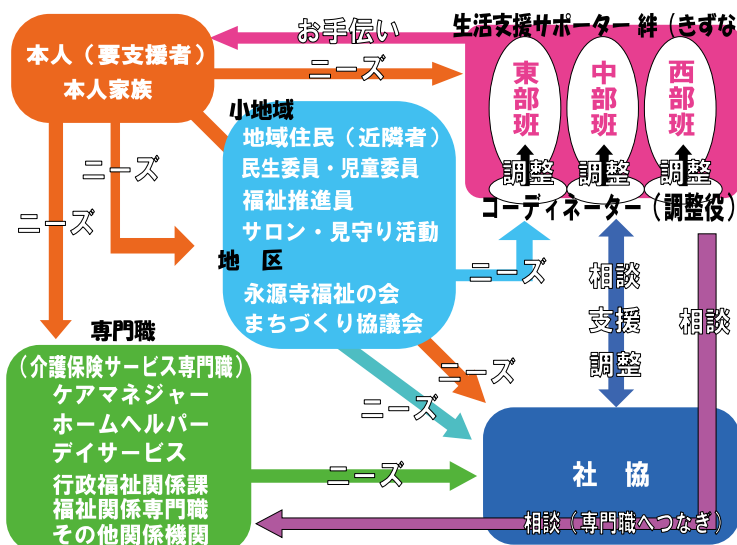 お手伝い
生活支援サポーター 絆（きずな
本人（要支援者）
本人家族
ニーズ
東部班
中部班
西部班
小地域
地域住民（近隣者）
民生委員・児童委員
福祉推進員
サロン・見守り活動
調整
調整
調整
コーディネーター（調整役）
ニーズ
ニーズ
地　区
永源寺福祉の会
まちづくり協議会
ニーズ
相談
支援
調整
相談
専門職
（介護保険サービス専門職）
ケアマネジャー
ホームヘルパー
デイサービス
行政福祉関係課
福祉関係専門職
その他関係機関
ニーズ
ニーズ
ニーズ
社　協
相談（専門職へつなぎ）